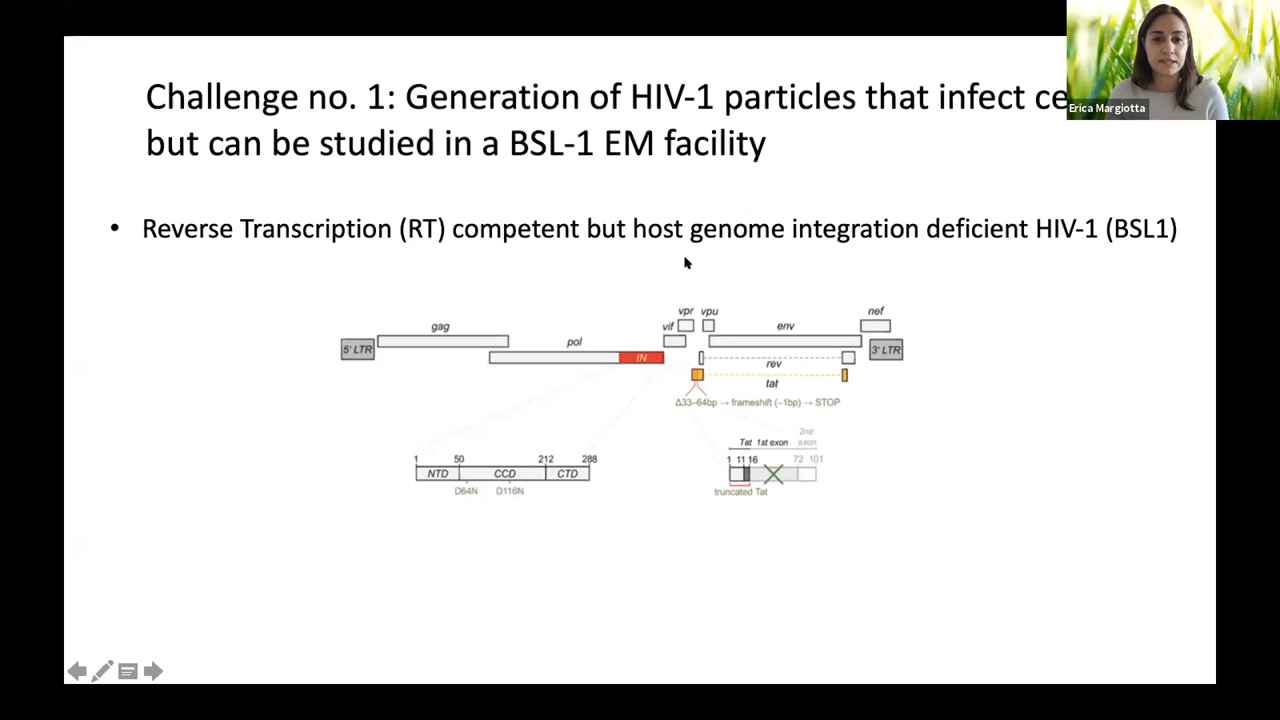 Challenge no. 1: Generation of HIV-1 particles that infect ce
but can be studied in a BSL-1 EM facility
Erica Margiotta
• Reverse Transcription (RT) competent but host genome integration deficient HIV-1 (BSL1)
vpr vpu nef
gag vif env
5' LTR pol 3' LTR
IN rev
tat
Δ33–64bp → frameshift (−1bp) → STOP
2nd
Tat 1st exon exon
1 50 212 288 1 11 16 72 101
NTD CCD CTD
D64N D116N truncated Tat